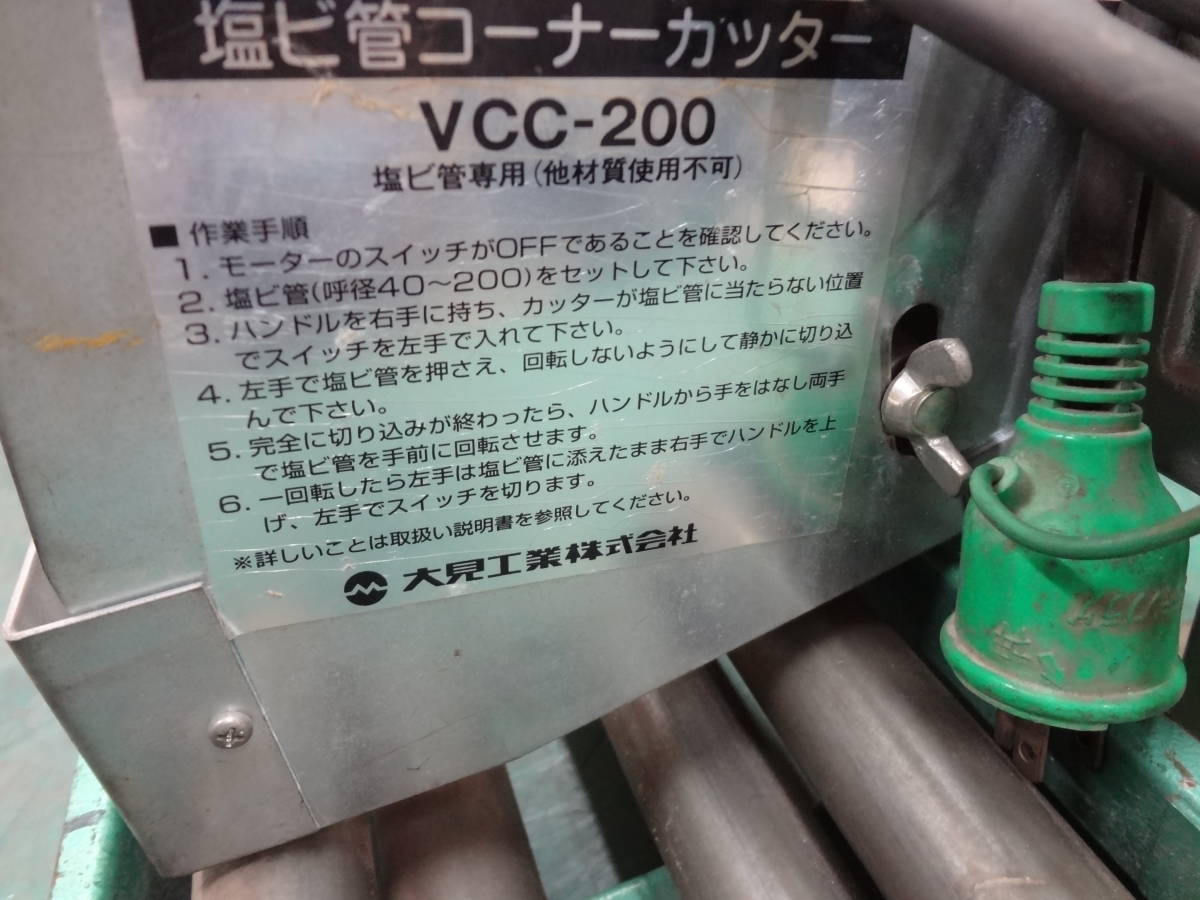 塩ビ管コーナーカッター
VCC-200
塩ビ管専用(他材質使用不可)
■ 作業手順
1. モーターのスイッチがOFFであることを確認してください。
2. 塩ビ管(呼径40〜200)をセットして下さい。
3. ハンドルを右手に持ち、カッターが塩ビ管に当たらない位置
でスイッチを左手で入れて下さい。
4. 左手で塩ビ管を押さえ、回転しないようにして静かに切り込
んで下さい。
5. 完全に切り込みが終わったら、ハンドルから手をはなし両手
で塩ビ管を手前に回転させます。
6. 一回転したら左手は塩ビ管に添えたまま右手でハンドルを上
げ、左手でスイッチを切ります。
※詳しいことは取扱い説明書を参照してください。
大見工業株式会社